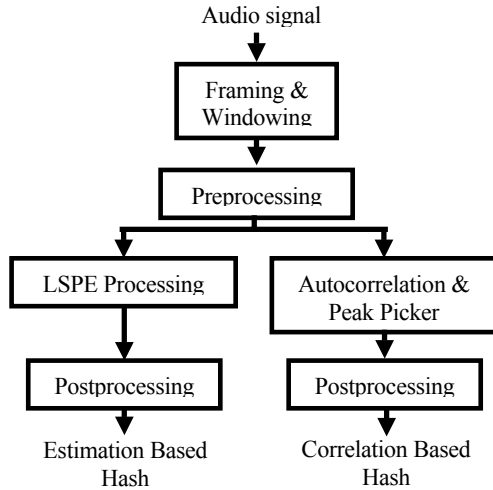 Audio signal
Framing &
Windowing
Preprocessing
LSPE Processing
Autocorrelation &
Peak Picker
Postprocessing
Postprocessing
Estimation Based
Hash
Correlation Based
Hash